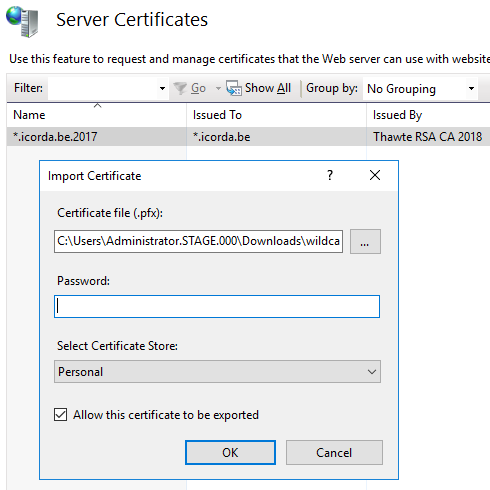 Server Certificates
Use this feature to request and manage certificates that the Web server can use with website
Filter: Go Show All Group by: No Grouping
Name Issued To Issued By
*.icorda.be.2017 *.icorda.be Thawte RSA CA 2018
Import Certificate ?
Certificate file (.pfx):
C:\Users\Administrator.STAGE.000\Downloads\wildca ...
Password:
Select Certificate Store:
Personal
Allow this certificate to be exported
OK Cancel